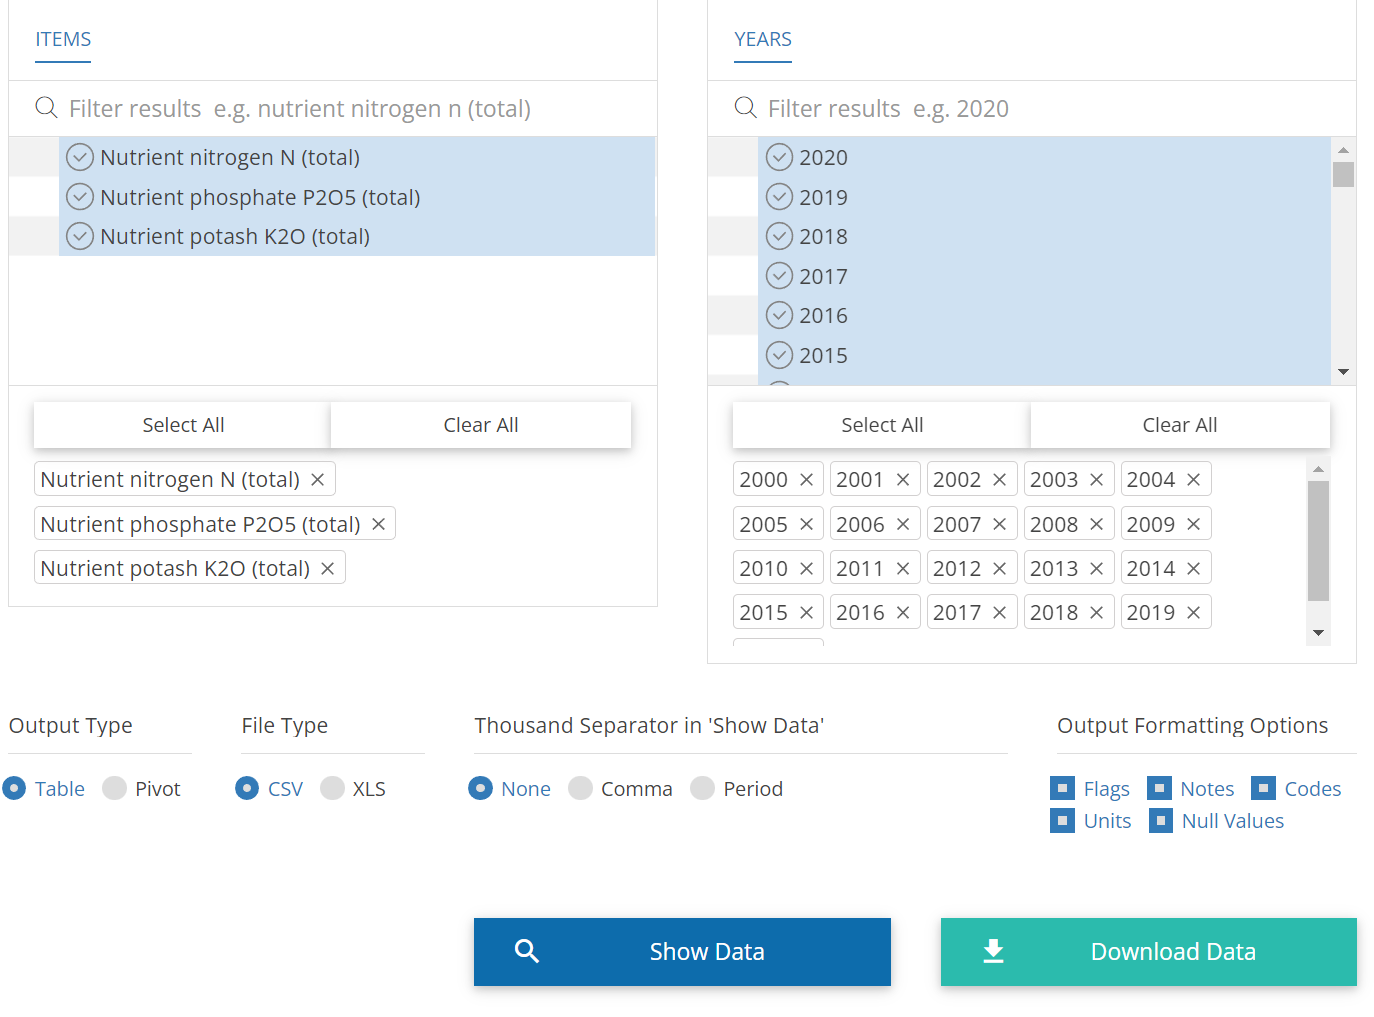 ITEMS
Filter results e.g. nutrient nitrogen n (total)
Nutrient nitrogen N (total)
Nutrient phosphate P2O5 (total)
Nutrient potash K2O (total)
Select All Clear All
Nutrient nitrogen N (total) ×
Nutrient phosphate P2O5 (total) ×
Nutrient potash K2O (total) ×
YEARS
Filter results e.g. 2020
2020
2019
2018
2017
2016
2015
Select All Clear All
2000 × 2001 × 2002 × 2003 × 2004 ×
2005 × 2006 × 2007 × 2008 × 2009 ×
2010 × 2011 × 2012 × 2013 × 2014 ×
2015 × 2016 × 2017 × 2018 × 2019 ×
Output Type
Table Pivot
File Type
CSV XLS
Thousand Separator in 'Show Data'
None Comma Period
Output Formatting Options
Flags Notes Codes
Units Null Values
Show Data
Download Data